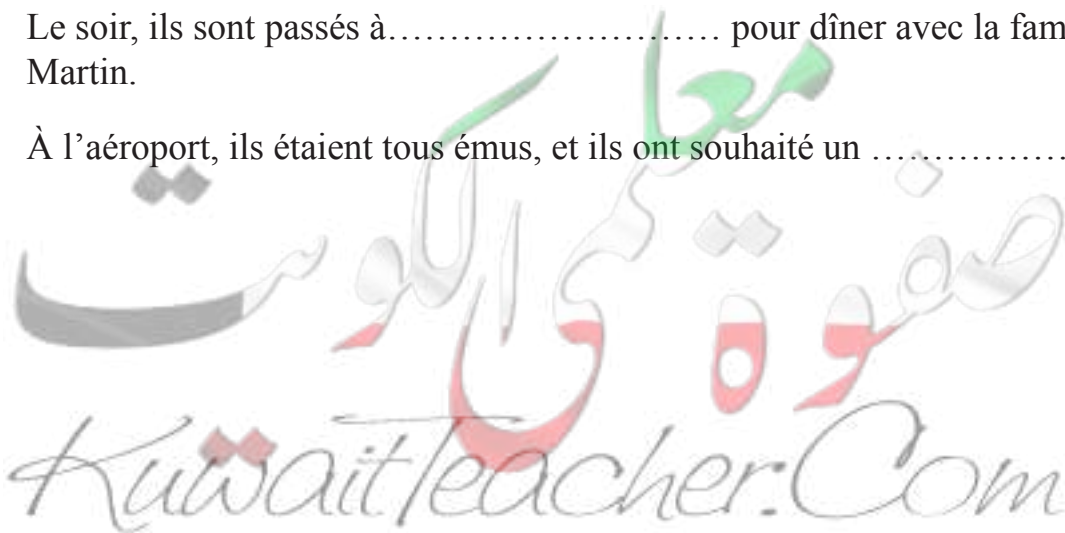 Le soir, ils sont passés à……………………… pour dîner avec la fam
Martin.
À l’aéroport, ils étaient tous émus, et ils ont souhaité un ……………
صفوة معلمى الكويت
KuwaitTeacher.Com